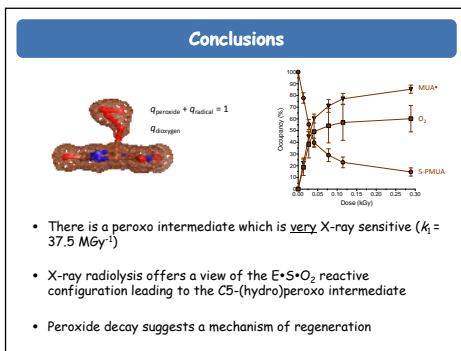 Conclusions
q_peroxide + q_radical = 1
q_dioxygen
100
90
80
70
60
50
40
30
20
10
0
Occupancy (%)
0.00 0.05 0.10 0.15 0.20 0.25 0.30
Dose (kGy)
MUA•
O₂
5-PMUA
• There is a peroxo intermediate which is very X-ray sensitive (k₁ =
37.5 MGy⁻¹)
• X-ray radiolysis offers a view of the E•S•O₂ reactive
configuration leading to the C5-(hydro)peroxo intermediate
• Peroxide decay suggests a mechanism of regeneration